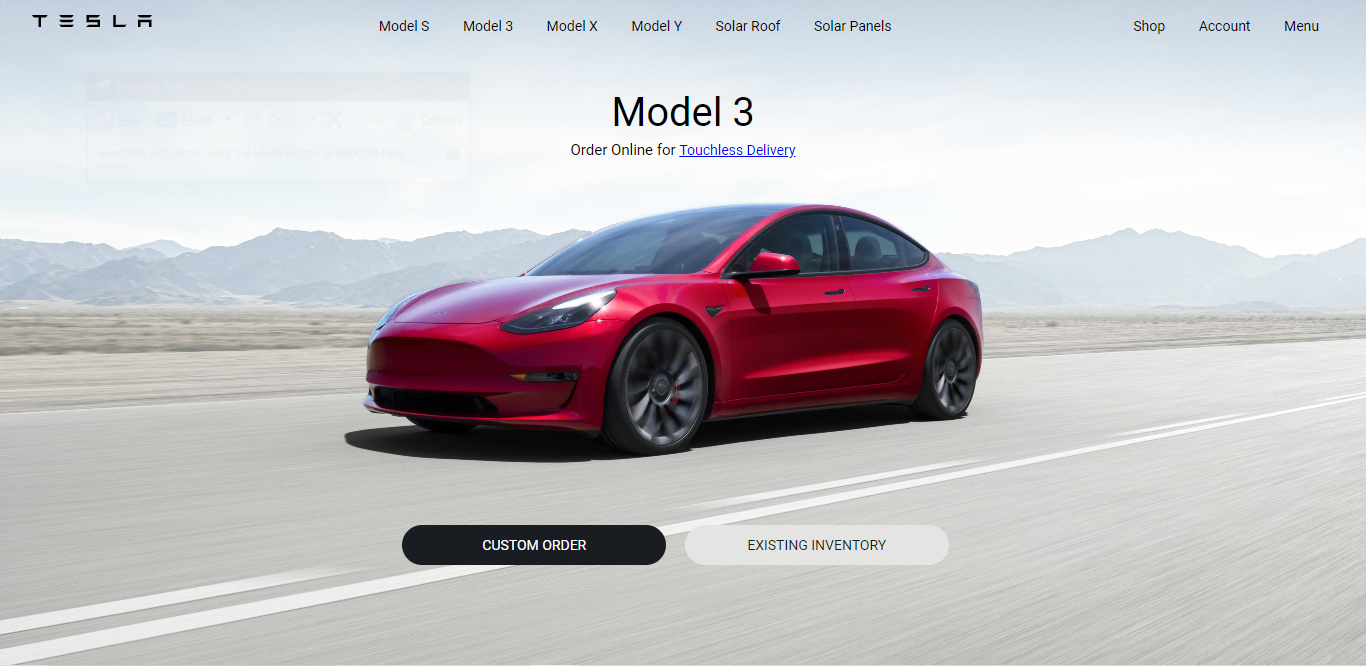 TESLA
Model S
Model 3
Model X
Model Y
Solar Roof
Solar Panels
Shop
Account
Menu
Snipping Tool
New
Mode
Delay
Cancel
Options
Select the snip mode using the Mode button or click the New
button.
Model 3
Order Online for Touchless Delivery
CUSTOM ORDER
EXISTING INVENTORY